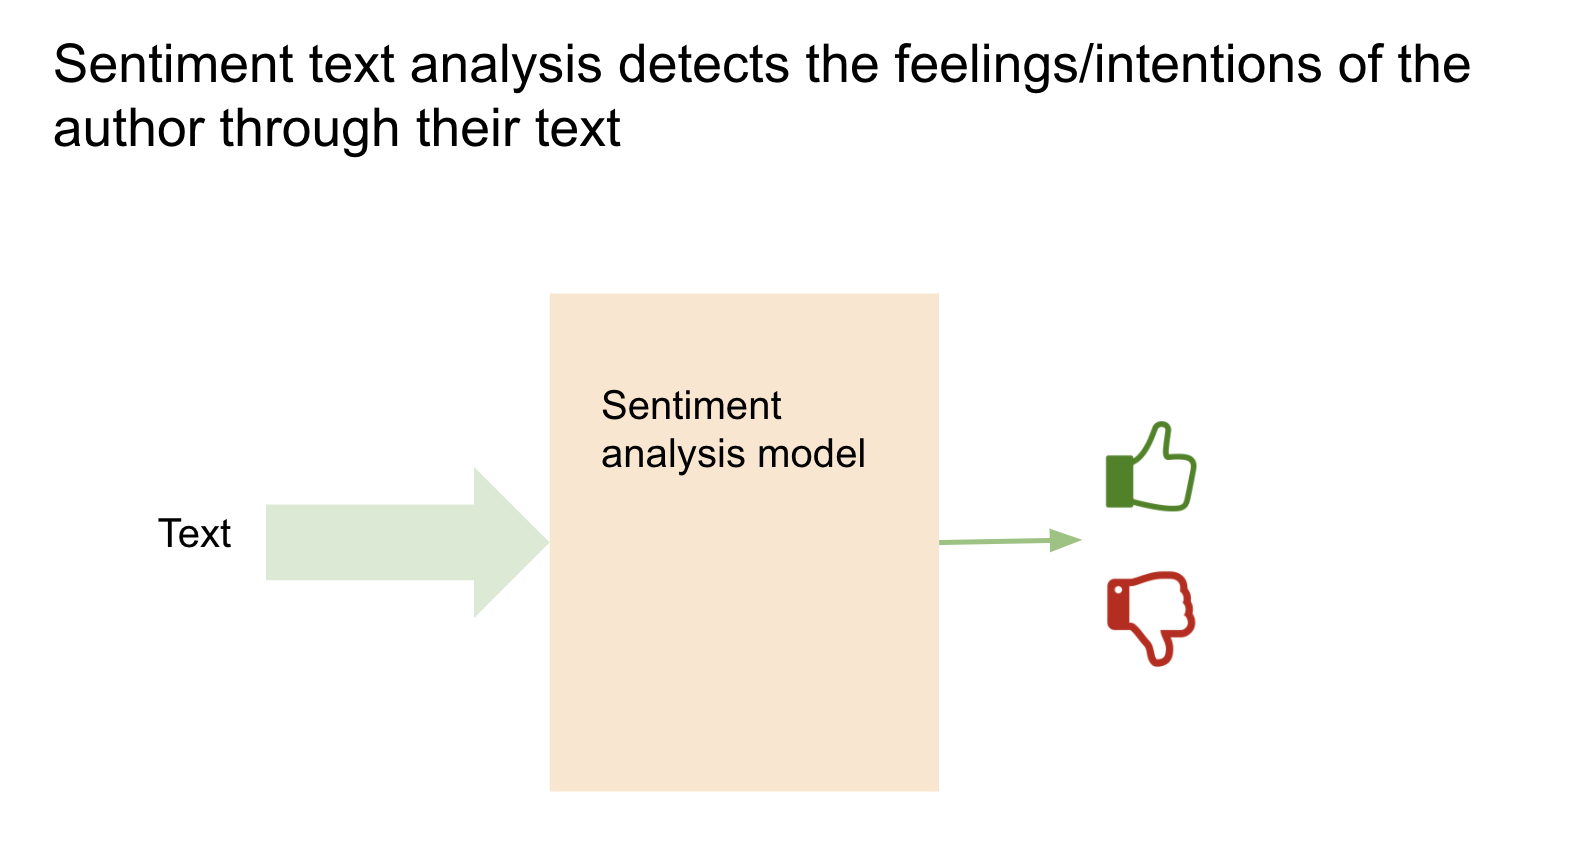 Sentiment text analysis detects the feelings/intentions of the
author through their text
Sentiment
analysis model
Text